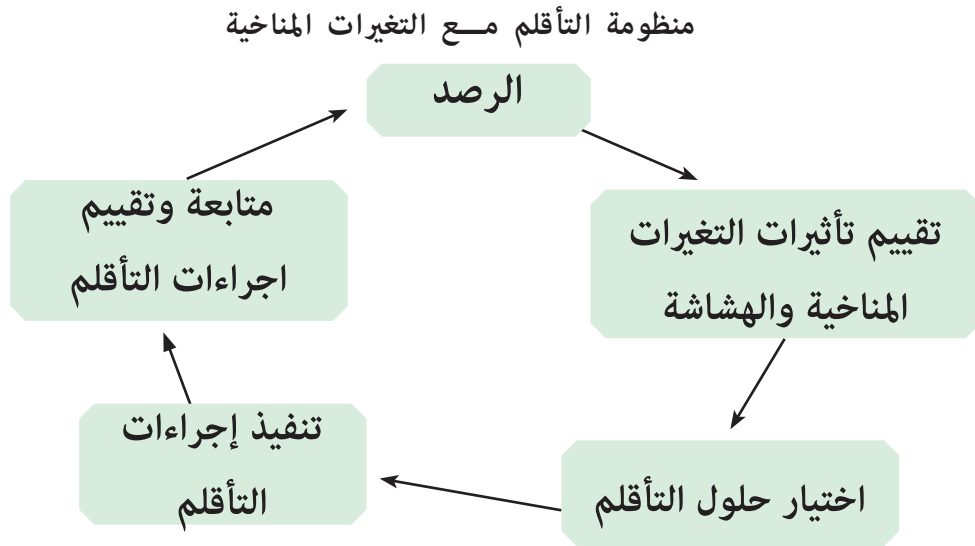 منظومة التأقلم مـــع التغيرات المناخية
الرصد
تقييم تأثيرات التغيرات
المناخية والهشاشة
اختيار حلول التأقلم
تنفيذ إجراءات
التأقلم
متابعة وتقييم
اجراءات التأقلم